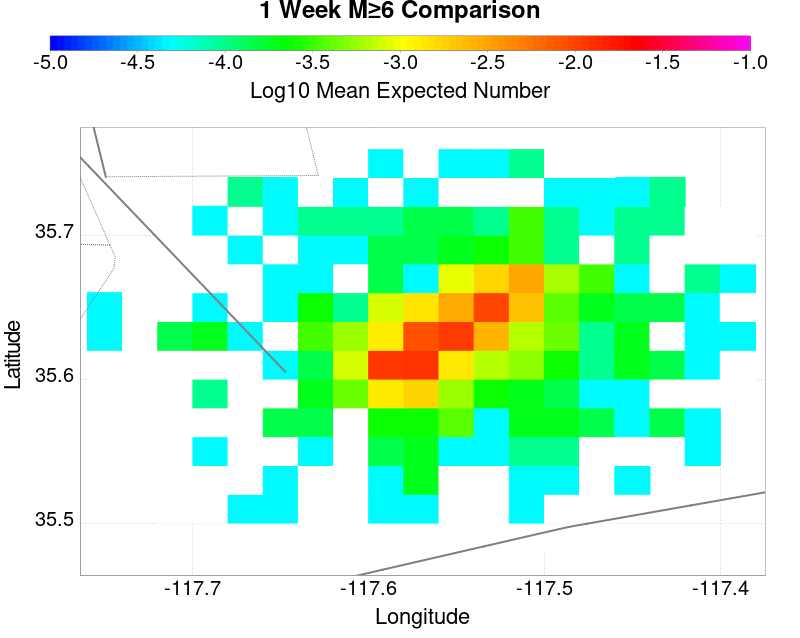 1 Week M≥6 Comparison
-5.0 -4.5 -4.0 -3.5 -3.0 -2.5 -2.0 -1.5 -1.0
Log10 Mean Expected Number
35.7
35.6
35.5
Latitude
-117.7 -117.6 -117.5 -117.4
Longitude